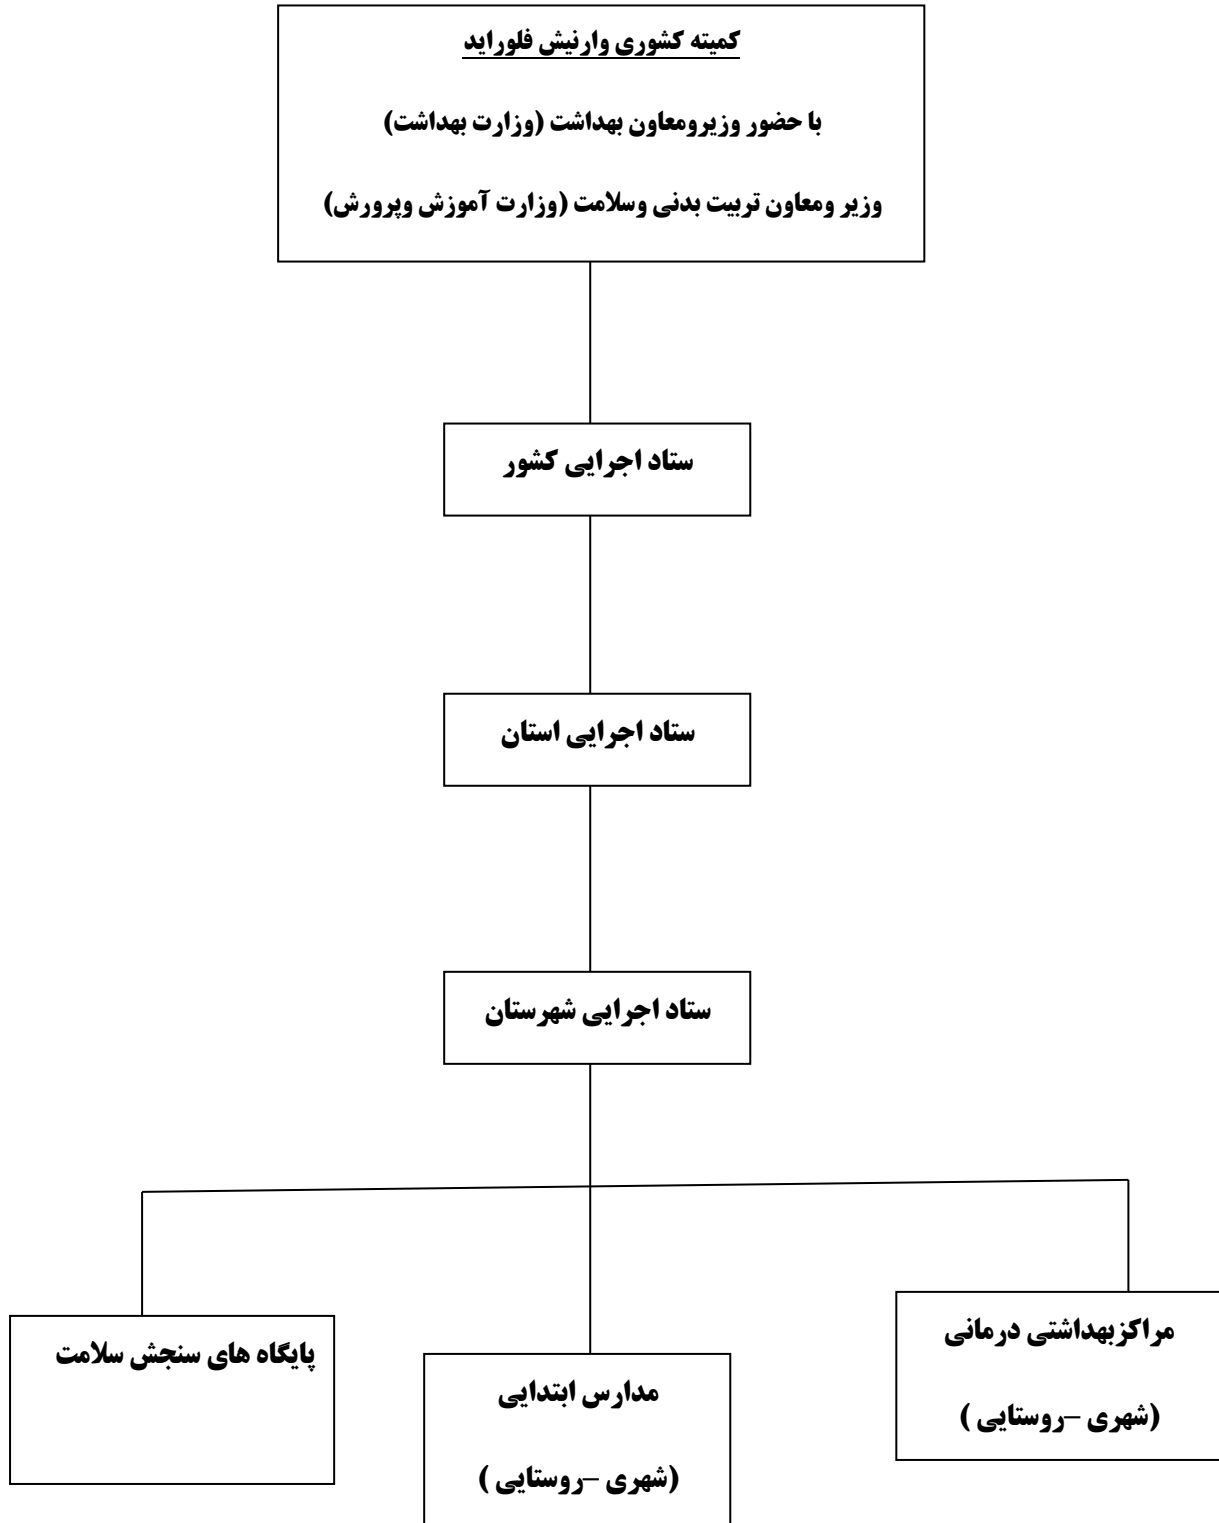 کمیته کشوری وارنیش فلوراید
با حضور وزیرومعاون بهداشت (وزارت بهداشت)
وزیر ومعاون تربیت بدنی وسلامت (وزارت آموزش وپرورش)
ستاد اجرایی کشور
ستاد اجرایی استان
ستاد اجرایی شهرستان
مراکزبهداشتی درمانی
(شهری –روستایی )
مدارس ابتدایی
(شهری –روستایی )
پایگاه های سنجش سلامت